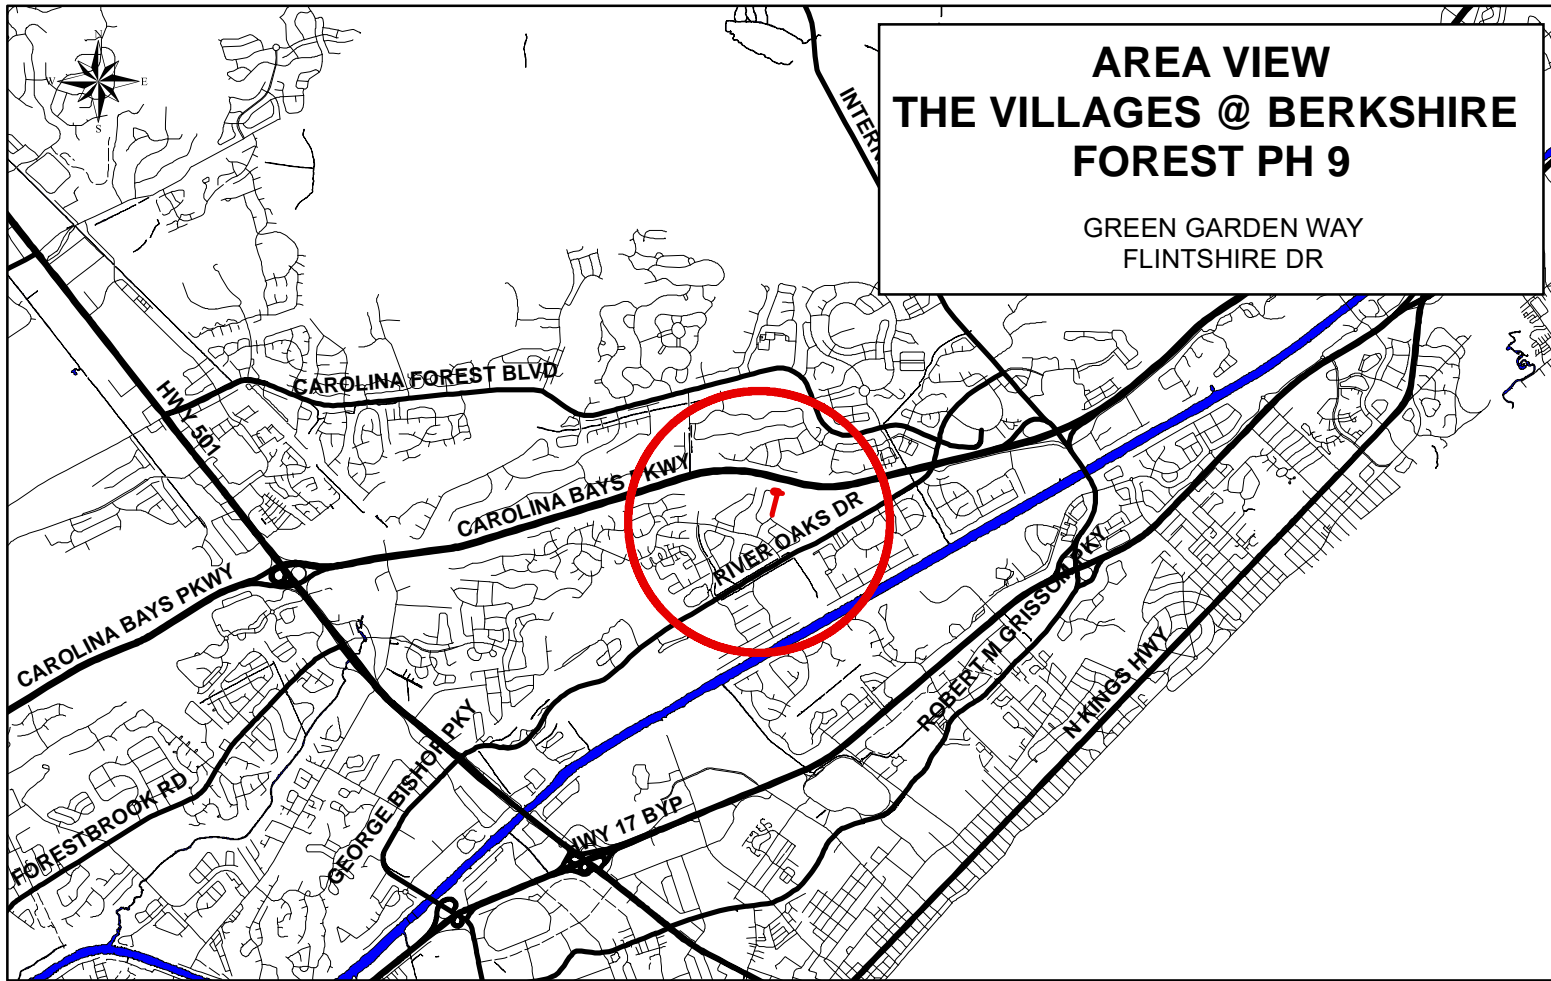 AREA VIEW
THE VILLAGES @ BERKSHIRE
FOREST PH 9
GREEN GARDEN WAY
FLINTSHIRE DR
N
W
E
S
INTERN
CAROLINA FOREST BLVD
HWY 501
CAROLINA BAYS PKWY
RIVER OAKS DR
CAROLINA BAYS PKWY
ROBERT M GRISSOM PKY
N KINGS HWY
GEORGE BISHOP PKY
HWY 17 BYP
FORESTBROOK RD